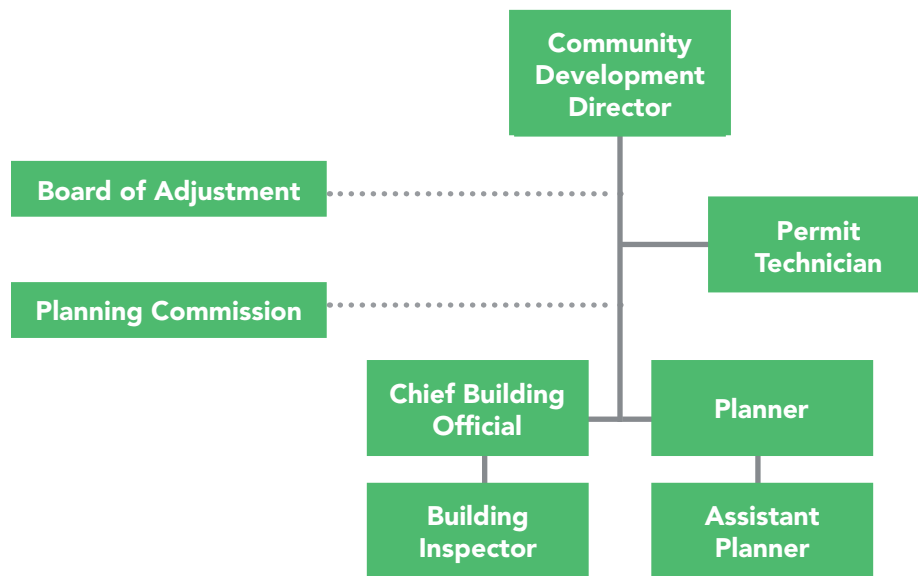 Community
Development
Director
Board of Adjustment
Permit
Technician
Planning Commission
Chief Building
Official
Planner
Building
Inspector
Assistant
Planner